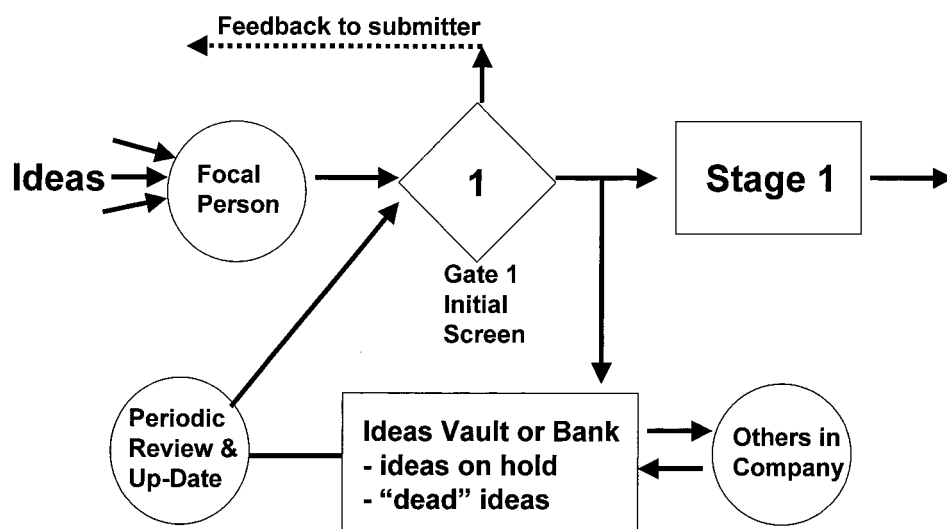 Feedback to submitter
Ideas
Focal
Person
1
Stage 1
Gate 1
Initial
Screen
Periodic
Review &
Up-Date
Ideas Vault or Bank
- ideas on hold
- “dead” ideas
Others in
Company